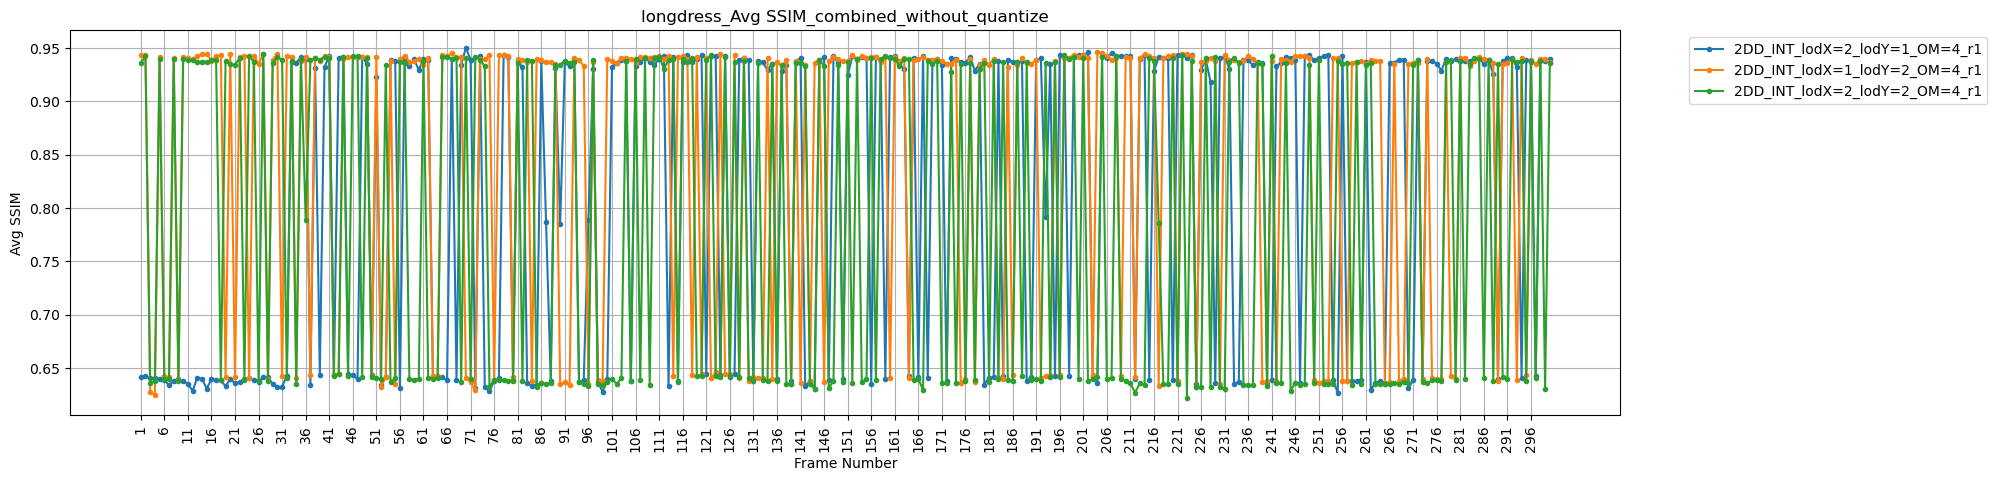 longdress_Avg SSIM_combined_without_quantize
2DD_INT_lodX=2_lodY=1_OM=4_r1
2DD_INT_lodX=1_lodY=2_OM=4_r1
2DD_INT_lodX=2_lodY=2_OM=4_r1
Avg SSIM
0.95
0.90
0.85
0.80
0.75
0.70
0.65
1 6 11 16 21 26 31 36 41 46 51 56 61 66 71 76 81 86 91 96 101 106 111 116 121 126 131 136 141 146 151 156 161 166 171 176 181 186 191 196 201 206 211 216 221 226 231 236 241 246 251 256 261 266 271 276 281 286 291 296
Frame Number